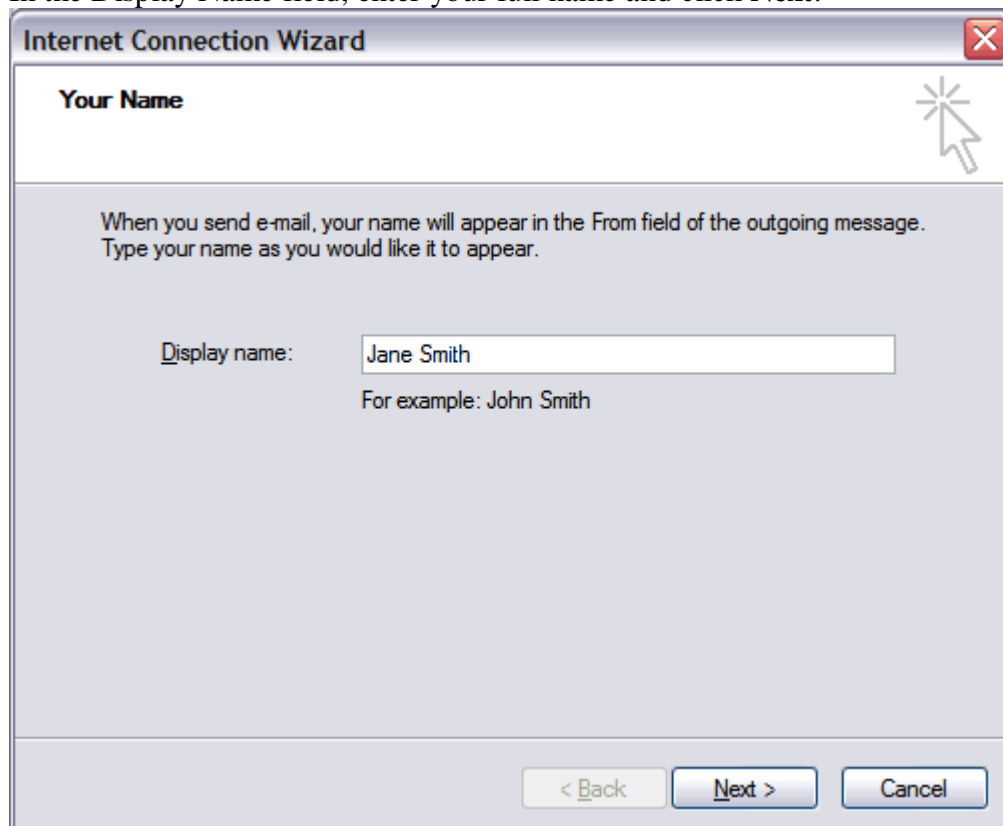 In the Display Name field, enter your full name and click Next.
Internet Connection Wizard
Your Name
When you send e-mail, your name will appear in the From field of the outgoing message.
Type your name as you would like it to appear.
Display name: Jane Smith
For example: John Smith
< Back Next > Cancel